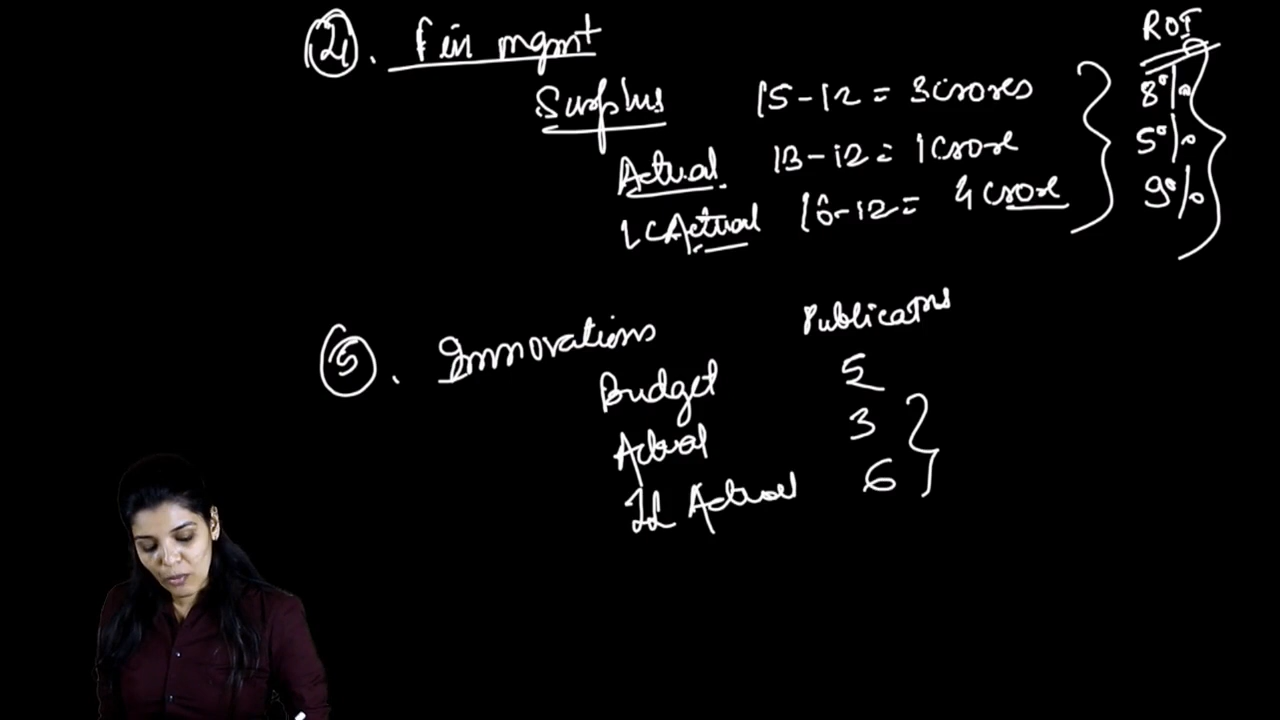 ROI
4. fin mgmt
Surplus 15-12 = 3 crores 8%
Actual 13-12 = 1 crore 5%
Actual 16-12 = 4 crore 9%
5. Innovations Publications
Budget 5
Actual 3
Id Actual 6